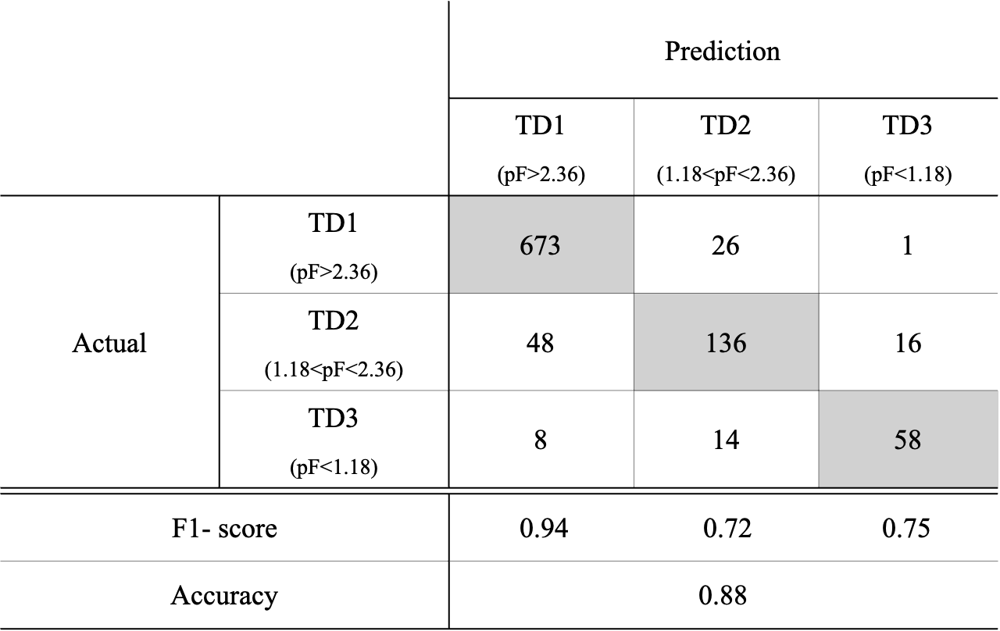 Prediction
TD1 TD2 TD3
(pF>2.36) (1.18<pF<2.36) (pF<1.18)
TD1
(pF>2.36)
673 26 1
Actual
TD2
(1.18<pF<2.36)
48 136 16
TD3
(pF<1.18)
8 14 58
F1- score 0.94 0.72 0.75
Accuracy 0.88